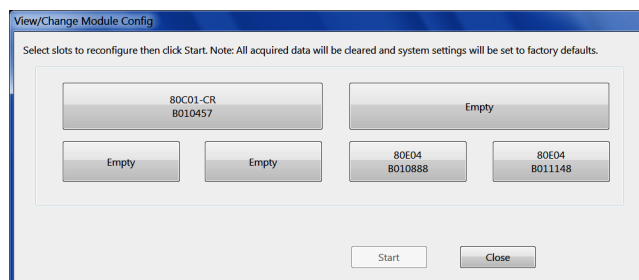 View/Change Module Config
Select slots to reconfigure then click Start. Note: All acquired data will be cleared and system settings will be set to factory defaults.
80C01-CR
B010457
Empty
Empty
Empty
80E04
B010888
80E04
B011148
Start
Close